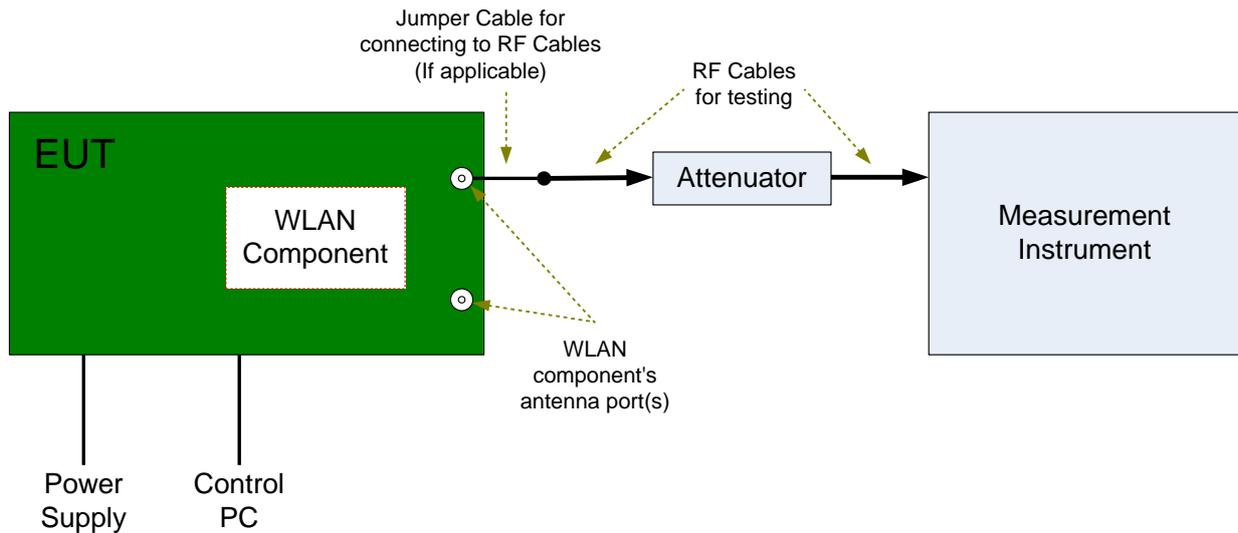 Jumper Cable for
connecting to RF Cables
(If applicable)
RF Cables
for testing
EUT
WLAN
Component
Attenuator
Measurement
Instrument
WLAN
component's
antenna port(s)
Power
Supply
Control
PC